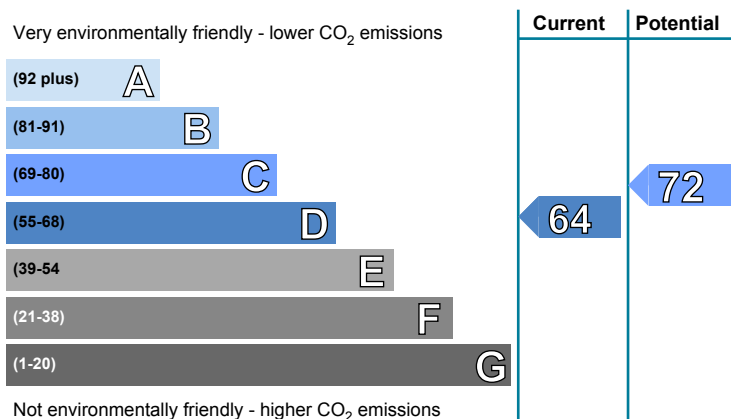 Current Potential
Very environmentally friendly - lower CO2 emissions
(92 plus) A
(81-91) B
(69-80) C
72
(55-68) D
64
(39-54 E
(21-38) F
(1-20) G
Not environmentally friendly - higher CO2 emissions